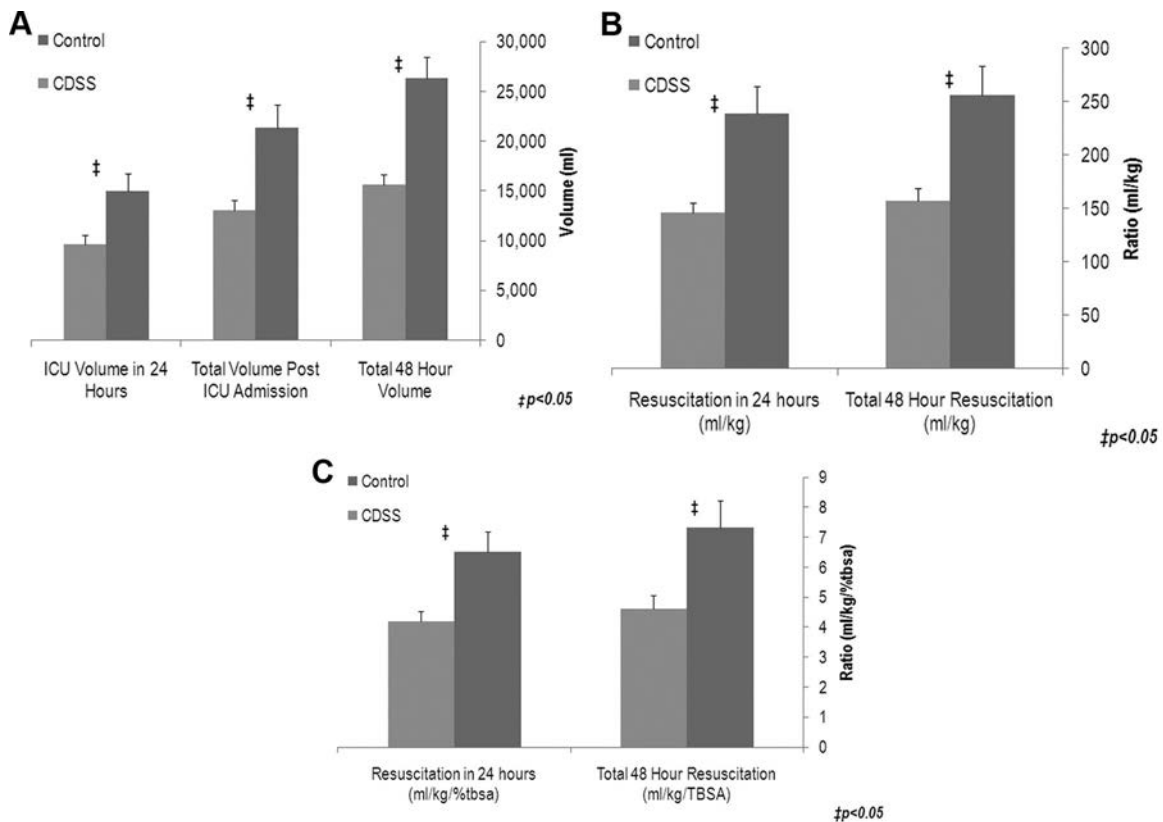 A
Control
CDSS
‡
‡
‡
30,000
25,000
20,000
15,000
10,000
5,000
0
Volume (ml)
ICU Volume in 24
Hours
Total Volume Post
ICU Admission
Total 48 Hour
Volume
‡p<0.05
B
Control
CDSS
‡
‡
300
250
200
150
100
50
0
Ratio (ml/kg)
Resuscitation in 24 hours
(ml/kg)
Total 48 Hour Resuscitation
(ml/kg)
‡p<0.05
C
Control
CDSS
‡
‡
9
8
7
6
5
4
3
2
1
0
Ratio (ml/kg/%tbsa)
Resuscitation in 24 hours
(ml/kg/%tbsa)
Total 48 Hour Resuscitation
(ml/kg/TBSA)
‡p<0.05